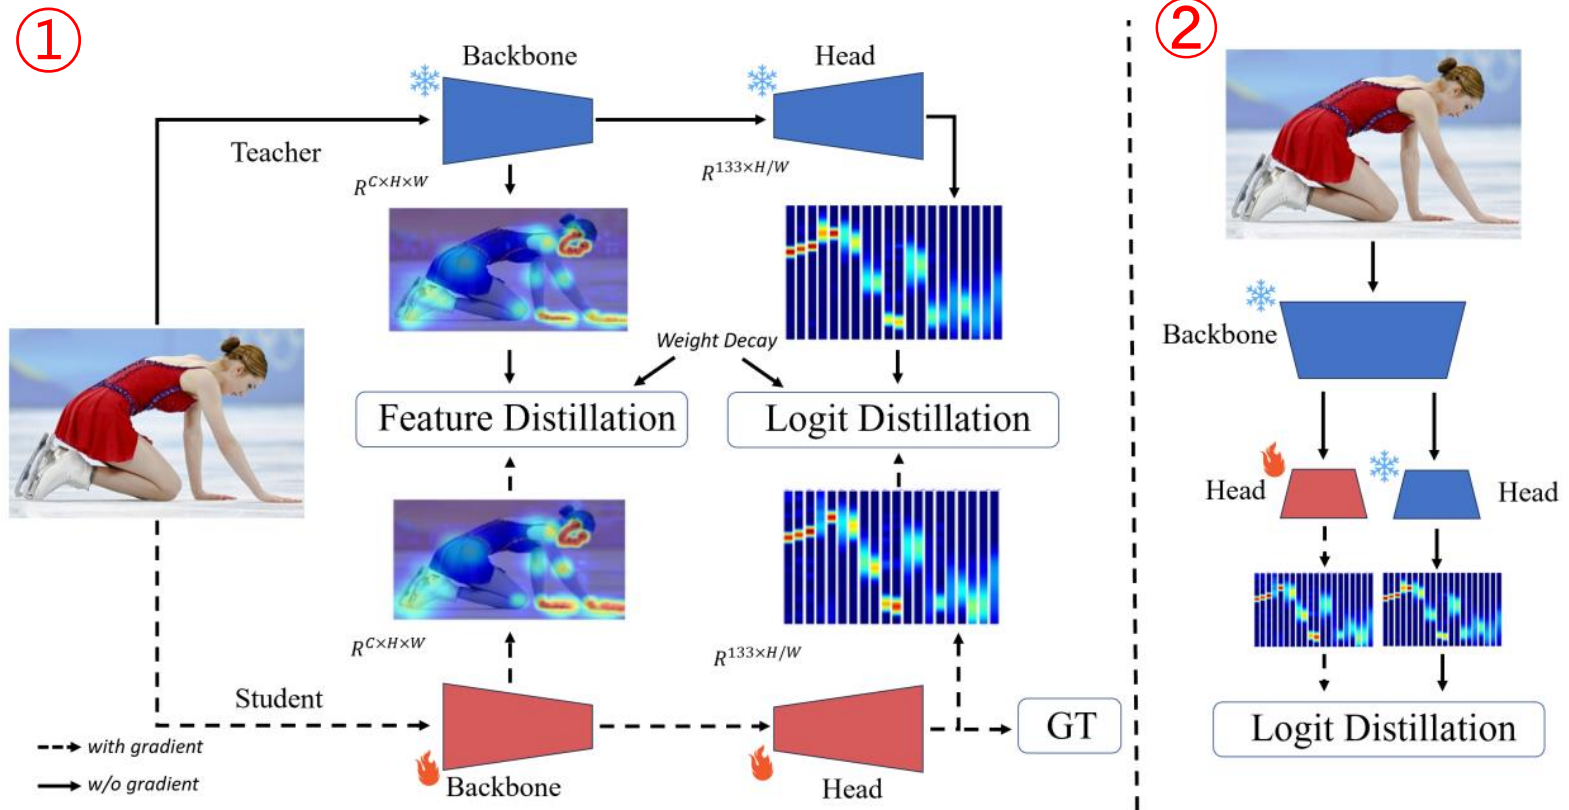 ①
Backbone
Head
Teacher
R^{C×H×W}
R^{133×H/W}
Weight Decay
Feature Distillation
Logit Distillation
R^{C×H×W}
R^{133×H/W}
Student
GT
with gradient
w/o gradient
Backbone
Head
②
Backbone
Head
Head
Logit Distillation